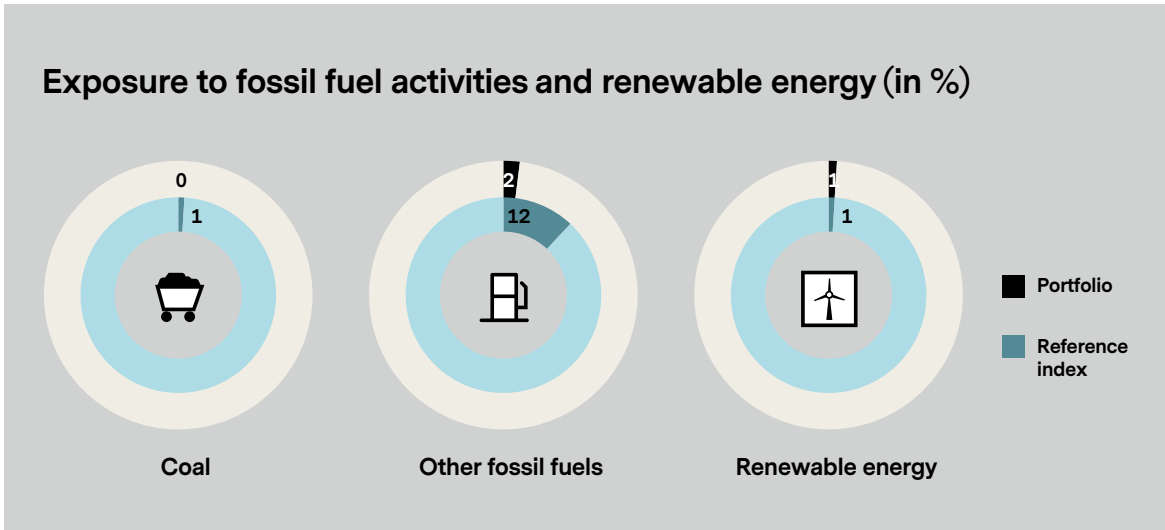 Exposure to fossil fuel activities and renewable energy (in %)
0
1
2
12
1
1
Portfolio
Reference
index
Coal
Other fossil fuels
Renewable energy